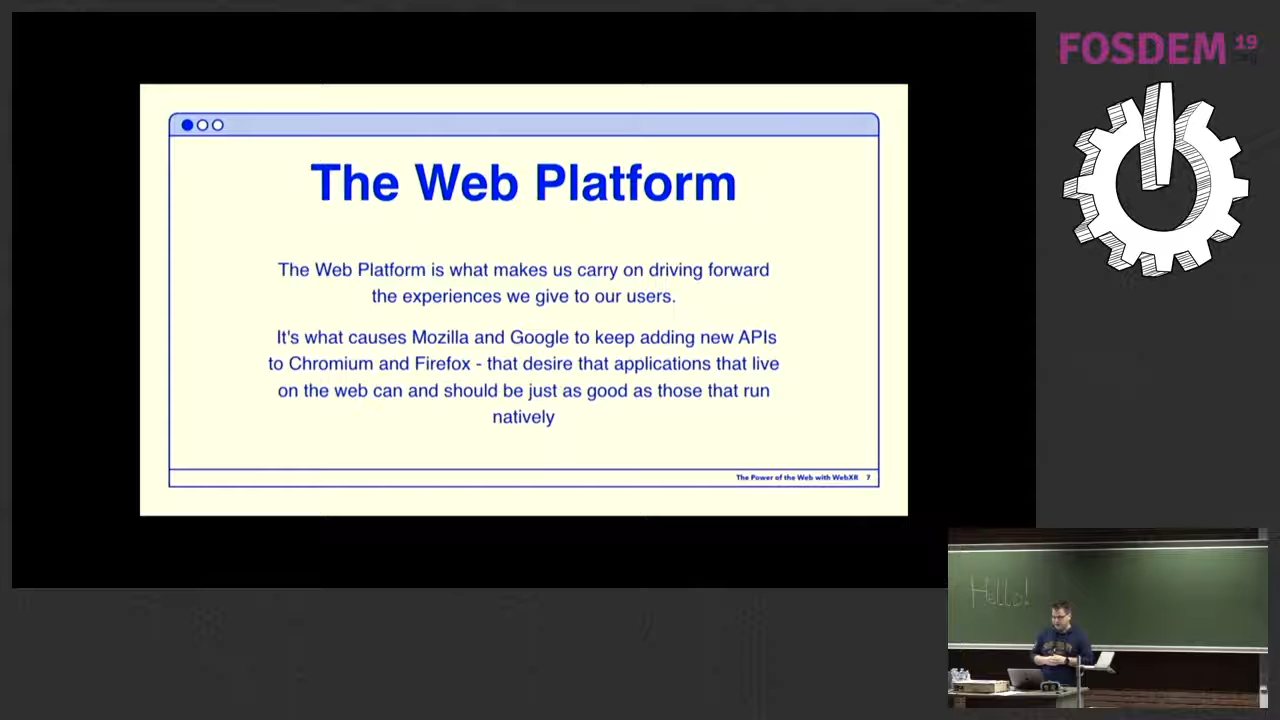 FOSDEM 19
.org
The Web Platform
The Web Platform is what makes us carry on driving forward
the experiences we give to our users.
It's what causes Mozilla and Google to keep adding new APIs
to Chromium and Firefox - that desire that applications that live
on the web can and should be just as good as those that run
natively
The Power of the Web with WebXR 7
Hello!